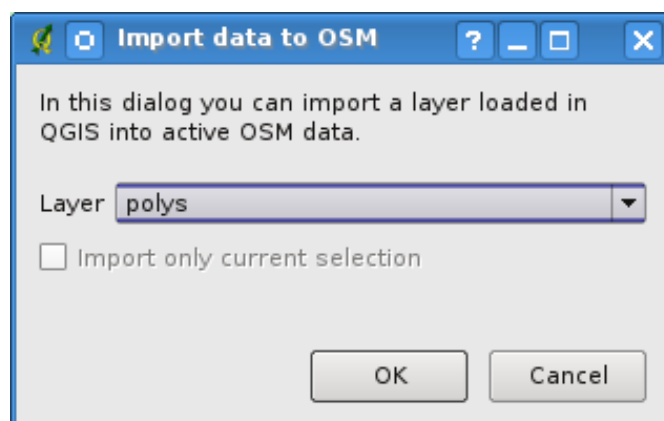 Import data to OSM
?
In this dialog you can import a layer loaded in
QGIS into active OSM data.
Layer polys
Import only current selection
OK Cancel